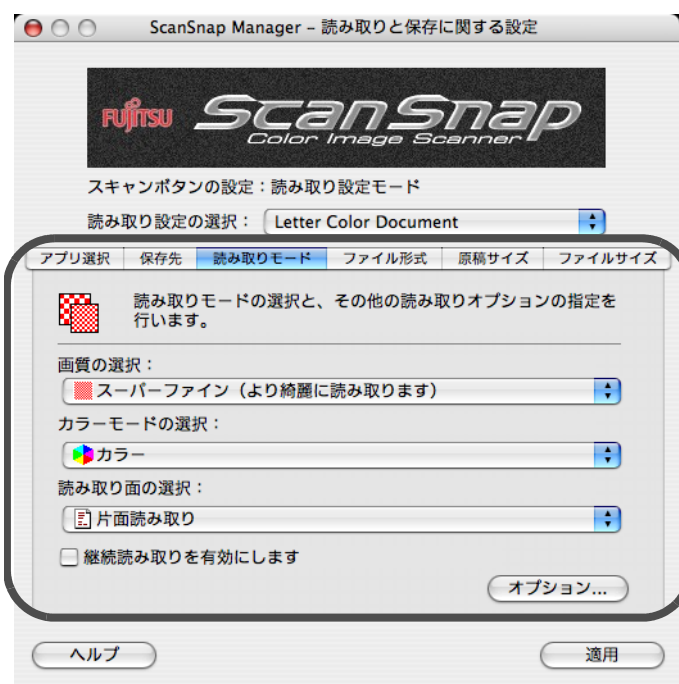 ScanSnap Manager – 読み取りと保存に関する設定
FUJITSU ScanSnap
Color Image Scanner
スキャンボタンの設定：読み取り設定モード
読み取り設定の選択： Letter Color Document
アプリ選択 保存先 読み取りモード ファイル形式 原稿サイズ ファイルサイズ
読み取りモードの選択と、その他の読み取りオプションの指定を
行います。
画質の選択：
スーパーファイン（より綺麗に読み取ります）
カラーモードの選択：
カラー
読み取り面の選択：
片面読み取り
継続読み取りを有効にします
オプション...
ヘルプ 適用